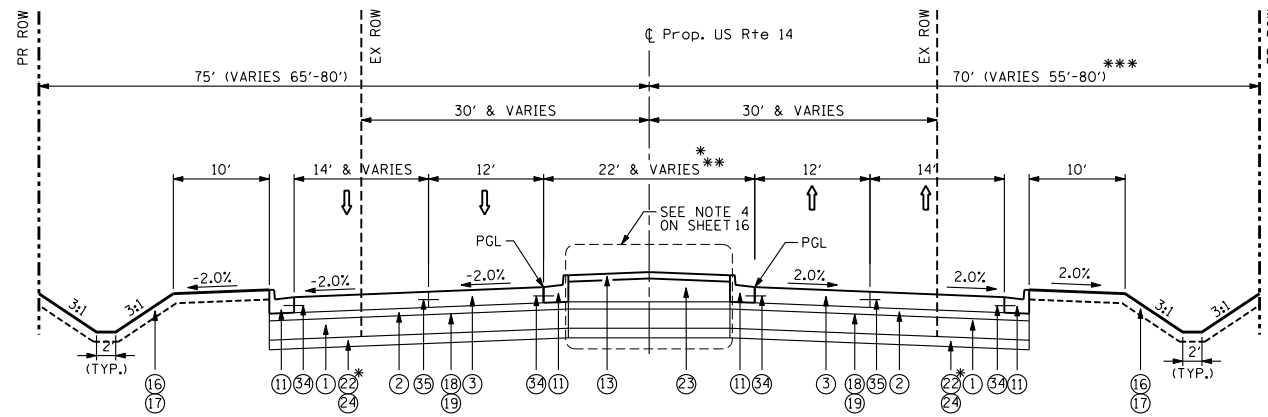 PR ROW
EX ROW
℄ Prop. US Rte 14
EX ROW
75' (VARIES 65'-80')
70' (VARIES 55'-80')***
30' & VARIES
30' & VARIES
10'
14' & VARIES
12'
22' & VARIES* **
12'
14'
10'
SEE NOTE 4
ON SHEET 16
PGL
PGL
-2.0%
-2.0%
-2.0%
2.0%
2.0%
2.0%
3:1
3:1
3:1
3:1
2'
(TYP.)
2'
(TYP.)
16
17
11
34
1
22*
24
2
35
18
19
3
34
11
13
23
11
34
3
18
19
35
2
22*
24
1
34
11
16
17